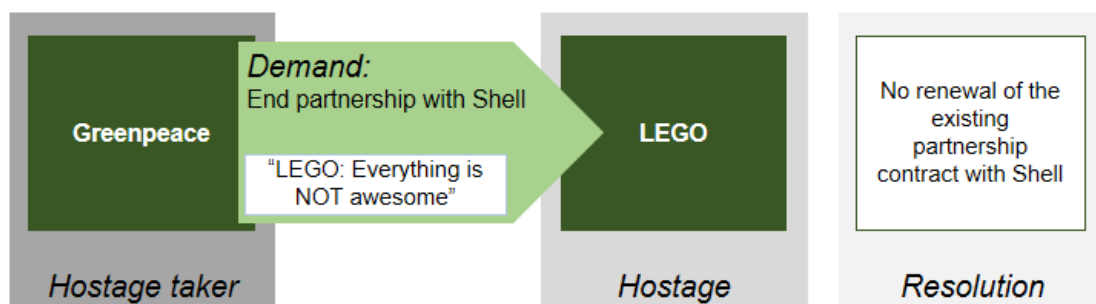 Greenpeace
Demand:
End partnership with Shell
“LEGO: Everything is
NOT awesome”
LEGO
No renewal of the
existing
partnership
contract with Shell
Hostage taker
Hostage
Resolution